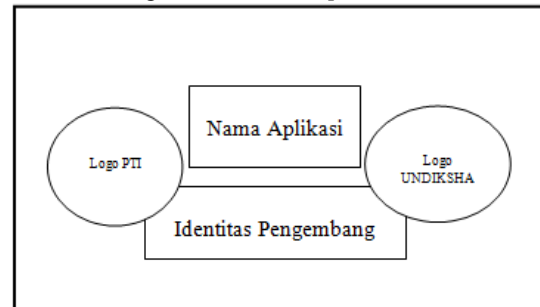 Nama Aplikasi
Logo PTI
Logo
UNDIKSHA
Identitas Pengembang